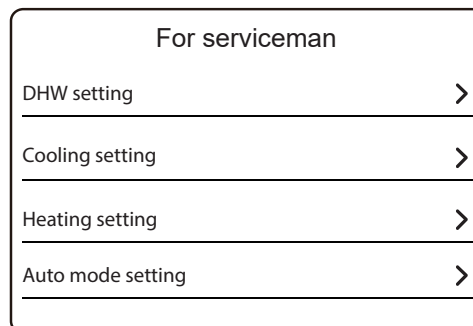 For serviceman
DHW setting
Cooling setting
Heating setting
Auto mode setting